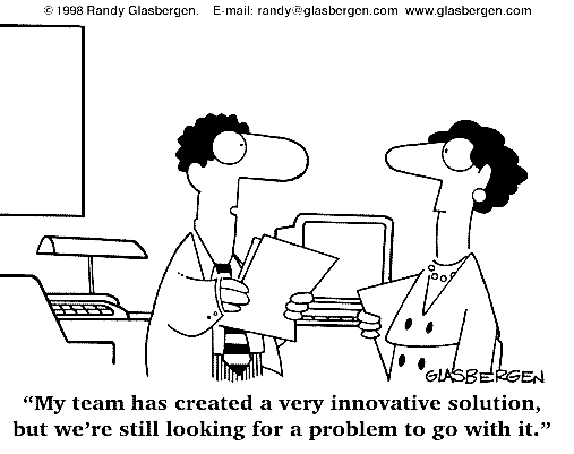 © 1998 Randy Glasbergen. E-mail: randy@glasbergen.com www.glasbergen.com
GLASBERGEN
“My team has created a very innovative solution,
but we’re still looking for a problem to go with it.”